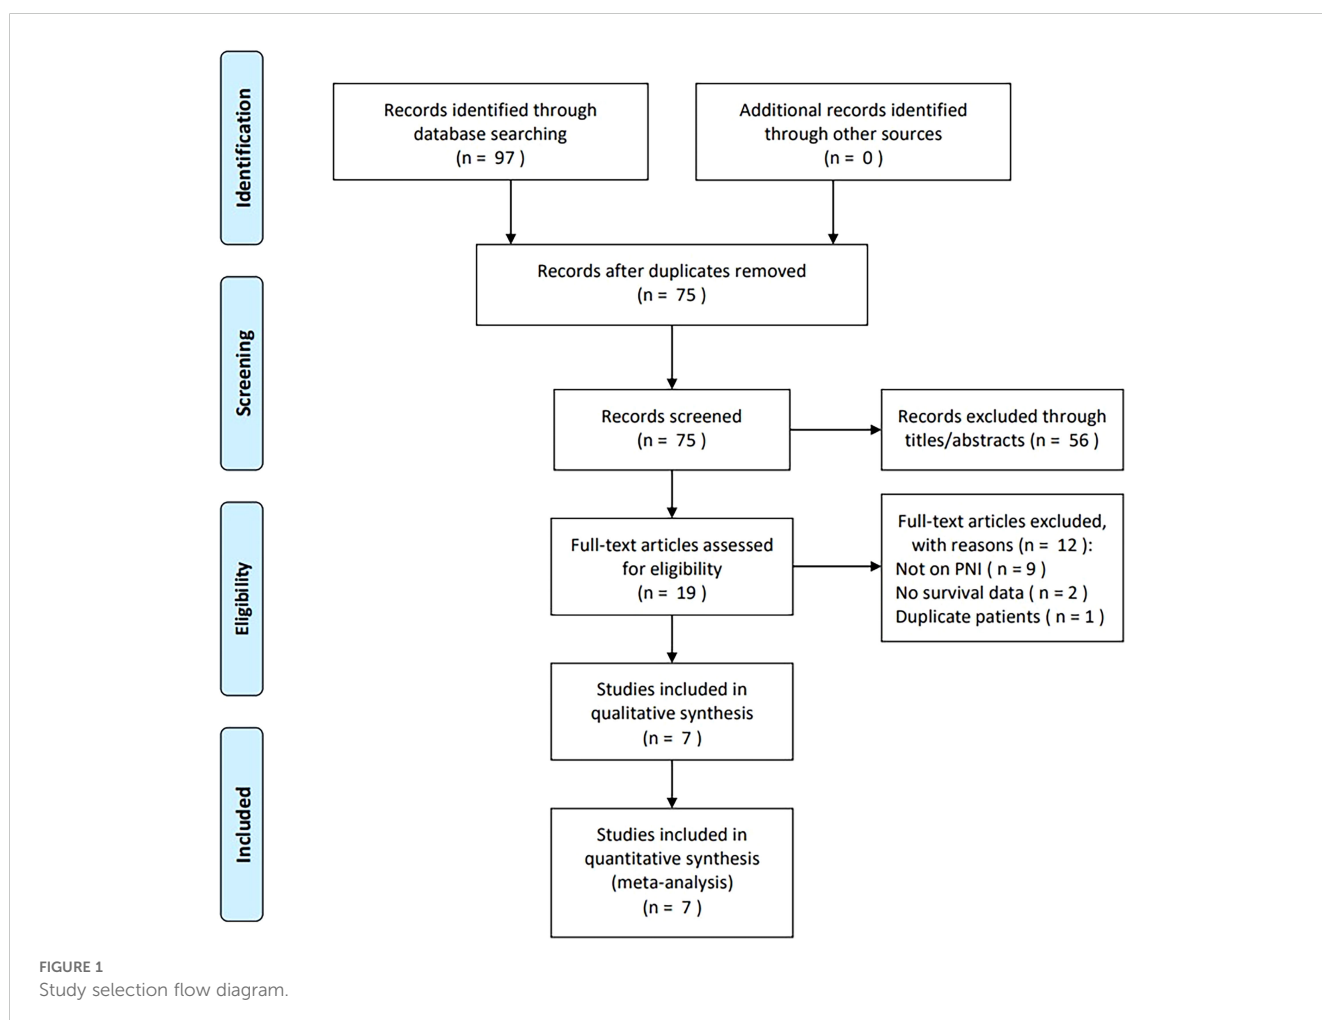 Identification
Records identified through
database searching
(n = 97 )
Additional records identified
through other sources
(n = 0 )
Records after duplicates removed
(n = 75 )
Screening
Records screened
(n = 75 )
Records excluded through
titles/abstracts (n = 56 )
Eligibility
Full-text articles assessed
for eligibility
(n = 19 )
Full-text articles excluded,
with reasons (n = 12 ):
Not on PNI ( n = 9 )
No survival data ( n = 2 )
Duplicate patients ( n = 1 )
Studies included in
qualitative synthesis
(n = 7 )
Included
Studies included in
quantitative synthesis
(meta-analysis)
(n = 7 )
FIGURE 1
Study selection flow diagram.